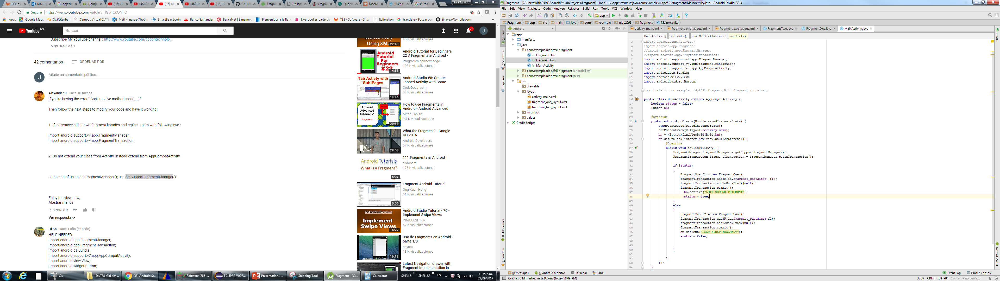 PCE 59
Mail - j
app de
Ejempl
(38) Tu
(38) An
(38) Ar
(38) Ho
(38) 12
GitHub
Fragme
Utilizar
Fragm
Qué so
Diseño
Buena
euros a
José Ignacio
Secure
https://www.youtube.com/watch?v=fGtFfCKONhQ
Apps
Google Maps
SwiftKanban
Campus Virtual CIATE
Mail - jinavaa@hotm
SmartBear Login
Banco Santander
BancaNet | Banamex
Bienvenidos a la Banc
Liverpool es parte de
T88 / Software · GitLa
Estimation
translate - Buscar con
jinavaa/Compiladores
YouTube MX
Buscar
9+
J
Subscribe My YouTube channel : http://www.youtube.com/ticoontechnolo...
MOSTRAR MÁS
42 comentarios
ORDENAR POR
J
Añade un comentario público...
Alexander 0 Hace 10 meses
If you're having the error " Can't resolve method .add(.....)"
Then follow the next steps to modify your code and have it working ;
1 - first remove all the two fragment libraries and replace them with following two :
import android.support.v4.app.FragmentManager;
import android.support.v4.app.FragmentTransaction;
2- Do not extend your class from Activity, instead extend from AppCompatActivity
3- Instead of using getFragmentManager(); use getSupportFragmentManager();
Enjoy the view now,
Mostrar menos
RESPONDER 22
Ver respuesta
Hi Ka Hace 1 año (editado)
HELP NEEDED
import android.app.FragmentManager;
import android.app.FragmentTransaction;
import android.os.Bundle;
import android.support.v7.app.AppCompatActivity;
import android.view.View;
import android.widget.Button;
to an Activity
Using XML
22:49
45 K visualizaciones
Android
Tutorial
For
Beginners
#22
14:55
Android Tutorial for Beginners
22 # Fragments in Android -
ProgrammingKnowledge
103 K visualizaciones
Tab Activty with
Sub-Pages
14:44
Android Studio #8: Create
Tabbed Activity with Some
CodeDocu_com
88 K visualizaciones
Android
Advanced
Tutorial #1
Fragments
20:19
How to use Fragments in
Android - Android Advanced
Mitch Tabian
9,3 K visualizaciones
I/O
28:53
What the Fragment? - Google
I/O 2016
Android Developers
67 K visualizaciones
Android Tutorials
What is a Fragment?
6:07
111 Fragments in Android |
slidenerd
175 K visualizaciones
9:55
Fragment Android Tutorial
Ong Xuan Hong
61 K visualizaciones
Android Studio Tutorial
Implement
Swipe Views
14:22
Android Studio Tutorial - 70 -
Implement Swipe Views
PRABEESH R K
52 K visualizaciones
16:18
Uso de Fragments en Android -
parte 1/3
nayosx
13 K visualizaciones
Latest Navigation drawer with
Fragment Implementation in
C:\
D:\T88_GitLab\...
(38) Android St...
Software (268-...
ECLIPSE_WOR...
Presentation1 ...
Snipping Tool
Fragment - [C:...
Calculator
SHELLS
SHELLS2
ES
11:35 p.m.
21/09/2017
Fragment - [C:\Users\uidp2591\AndroidStudioProjects\Fragment] - [app] - ...\app\src\main\java\com\example\uidp2591\fragment\MainActivity.java - Android Studio 2.3.3
File Edit View Navigate Code Analyze Refactor Build Run Tools VCS Window Help
app
Fragment
app
src
main
java
com
example
uidp2591
fragment
MainActivity
1: Project
7: Structure
Captures
Build Variants
2: Favorites
Android
app
manifests
java
com.example.uidp2591.fragment
FragmentOne
FragmentTwo
MainActivity
com.example.uidp2591.fragment (androidTest)
com.example.uidp2591.fragment (test)
res
drawable
layout
activity_main.xml
fragment_one_layout.xml
fragment_two_layout.xml
mipmap
values
Gradle Scripts
activity_main.xml
fragment_one_layout.xml
fragment_two_layout.xml
FragmentTwo.java
FragmentOne.java
MainActivity.java
MainActivity
onCreate()
new OnClickListener
onClick()
3 import android.app.Activity;
4 import android.app.Fragment;
5 //import android.app.FragmentManager;
6 //import android.app.FragmentTransaction;
7 import android.support.v4.app.FragmentManager;
8 import android.support.v4.app.FragmentTransaction;
9 import android.support.v7.app.AppCompatActivity;
10 import android.os.Bundle;
11 import android.view.View;
12 import android.widget.Button;
13
14 import static com.example.uidp2591.fragment.R.id.fragment_container;
15
16 public class MainActivity extends AppCompatActivity {
17 boolean status = false;
18 Button bn;
19
20 @Override
21 protected void onCreate(Bundle savedInstanceState) {
22 super.onCreate(savedInstanceState);
23 setContentView(R.layout.activity_main);
24 bn = (Button)findViewById(R.id.bn);
25 bn.setOnClickListener(new View.OnClickListener(){
26 @Override
27 public void onClick(View v) {
28 FragmentManager fragmentManager = getSupportFragmentManager();
29 FragmentTransaction fragmentTransaction = fragmentManager.beginTransaction();
30
31 if(!status)
32 {
33 FragmentOne f1 = new FragmentOne();
34 fragmentTransaction.add(R.id.fragment_container, f1);
35 fragmentTransaction.addToBackStack(null);
36 fragmentTransaction.commit();
37 bn.setText("LOAD SECOND FRAGMENT");
38 status = true;
39 }
40 else
41 {
42 FragmentTwo f2 = new FragmentTwo();
43 fragmentTransaction.add(R.id.fragment_container,f2);
44 fragmentTransaction.addToBackStack(null);
45 fragmentTransaction.commit();
46 bn.setText("LOAD FIRST FRAGMENT");
47 status = false;
48
49
50 }
51
52 }
53 });
54 }
Gradle
Android Model
0: Messages
6: Android Monitor
Terminal
TODO
Event Log
Gradle Console
Gradle build finished in 3s 985ms (today 10:09 PM)
38:37 CRLF UTF-8 Context: <no context>